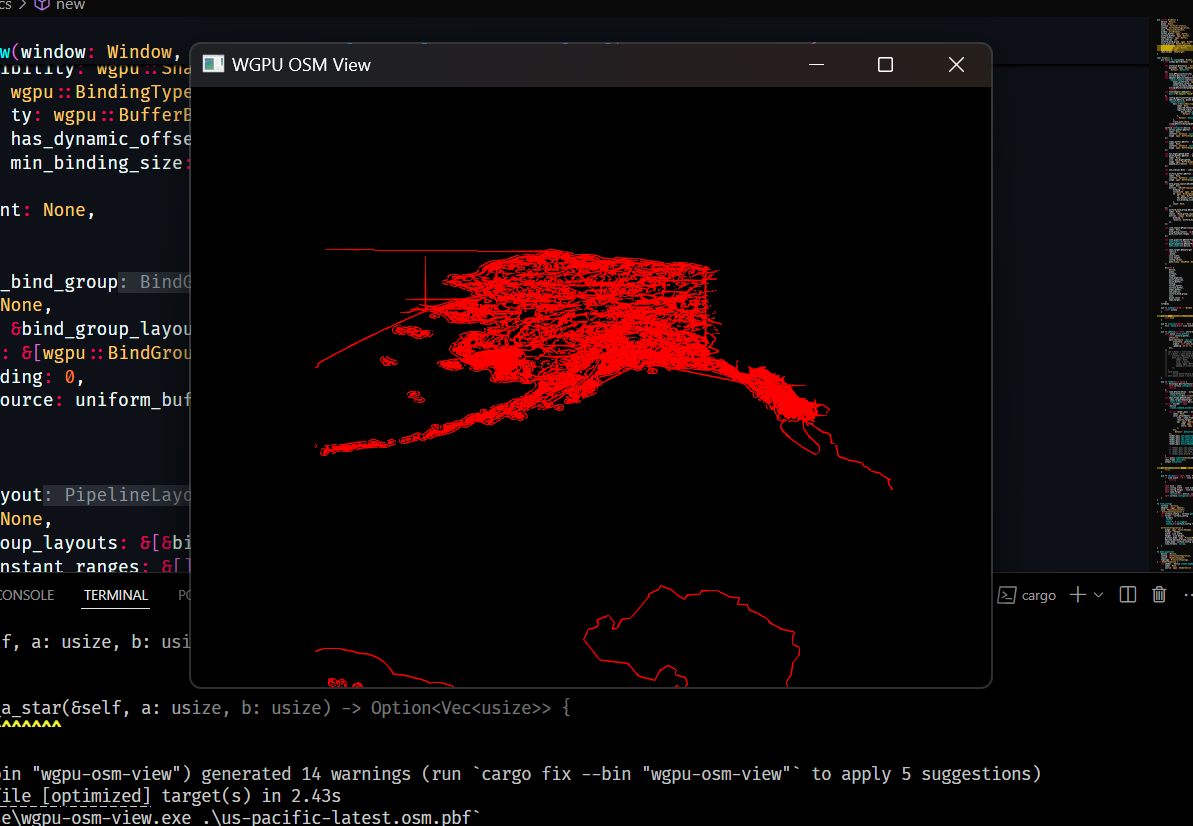 cs > new
w(window: Window,
WGPU OSM View
ibility: wgpu::Sha
wgpu::BindingType
ty: wgpu::BufferB
has_dynamic_offse
min_binding_size:
nt: None,
_bind_group: BindG
None,
&bind_group_layou
: &[wgpu::BindGrou
ding: 0,
ource: uniform_buf
yout: PipelineLayo
None,
oup_layouts: &[&bi
nstant_ranges: &[]
CONSOLE TERMINAL PO cargo
f, a: usize, b: usi
a_star(&self, a: usize, b: usize) -> Option<Vec<usize>> {
in "wgpu-osm-view") generated 14 warnings (run `cargo fix --bin "wgpu-osm-view"` to apply 5 suggestions)
file [optimized] target(s) in 2.43s
e\wgpu-osm-view.exe .\us-pacific-latest.osm.pbf`